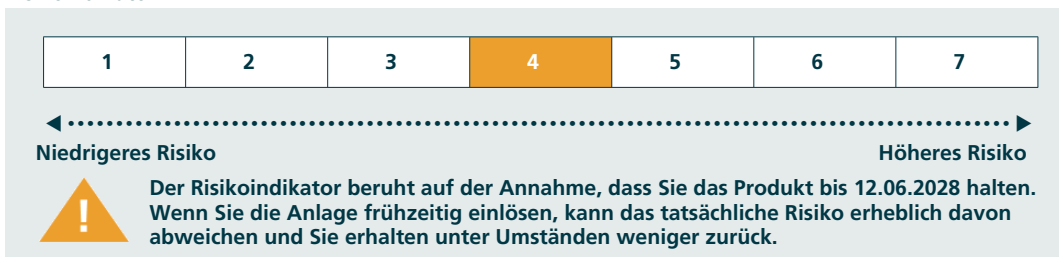 1 2 3 4 5 6 7
Niedrigeres Risiko Höheres Risiko
Der Risikoindikator beruht auf der Annahme, dass Sie das Produkt bis 12.06.2028 halten.
! Wenn Sie die Anlage frühzeitig einlösen, kann das tatsächliche Risiko erheblich davon
abweichen und Sie erhalten unter Umständen weniger zurück.